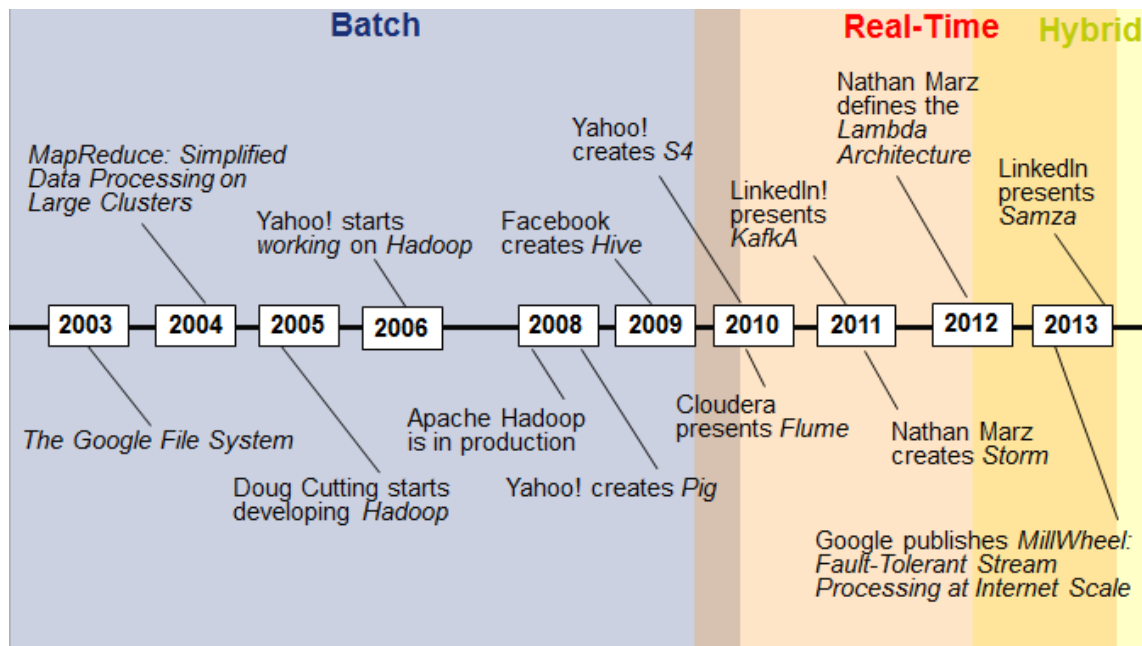 Batch
Real-Time
Hybrid
MapReduce: Simplified
Data Processing on
Large Clusters
Yahoo! starts
working on Hadoop
Facebook
creates Hive
Yahoo!
creates S4
LinkedIn!
presents
KafkA
Nathan Marz
defines the
Lambda
Architecture
LinkedIn
presents
Samza
2003
2004
2005
2006
2008
2009
2010
2011
2012
2013
The Google File System
Doug Cutting starts
developing Hadoop
Apache Hadoop
is in production
Yahoo! creates Pig
Cloudera
presents Flume
Nathan Marz
creates Storm
Google publishes MillWheel:
Fault-Tolerant Stream
Processing at Internet Scale